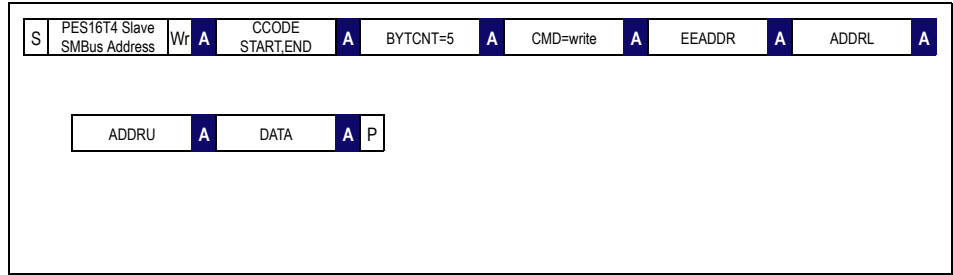 S PES16T4 Slave SMBus Address Wr A CCODE START,END A BYTCNT=5 A CMD=write A EEADDR A ADDRL A
ADDRU A DATA A P